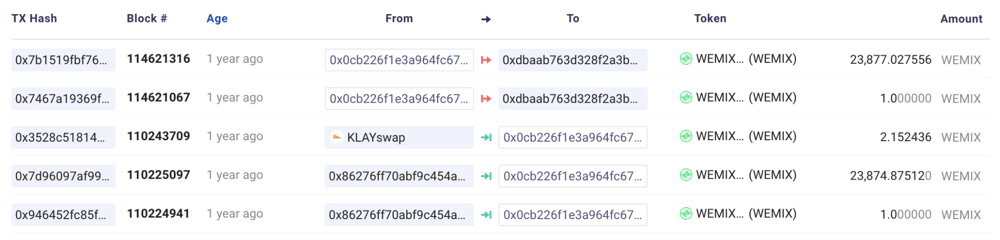 TX Hash Block # Age From To Token Amount
0x7b1519fbf76... 114621316 1 year ago 0x0cb226f1e3a964fc67... 0xdbaab763d328f2a3b... WEMIX... (WEMIX) 23,877.027556 WEMIX
0x7467a19369f... 114621067 1 year ago 0x0cb226f1e3a964fc67... 0xdbaab763d328f2a3b... WEMIX... (WEMIX) 1.000000 WEMIX
0x3528c51814... 110243709 1 year ago KLAYswap 0x0cb226f1e3a964fc67... WEMIX... (WEMIX) 2.152436 WEMIX
0x7d96097af99... 110225097 1 year ago 0x86276ff70abf9c454a... 0x0cb226f1e3a964fc67... WEMIX... (WEMIX) 23,874.875120 WEMIX
0x946452fc85f... 110224941 1 year ago 0x86276ff70abf9c454a... 0x0cb226f1e3a964fc67... WEMIX... (WEMIX) 1.000000 WEMIX